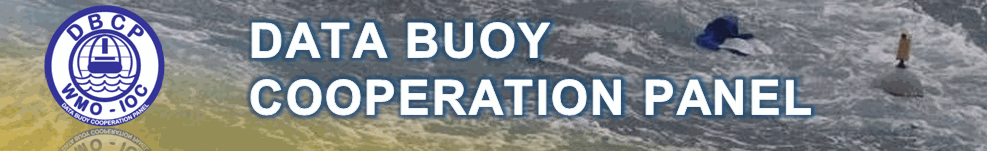 DBCP
WMO - IOC
DATA BUOY COOPERATION PANEL
DATA BUOY
COOPERATION PANEL